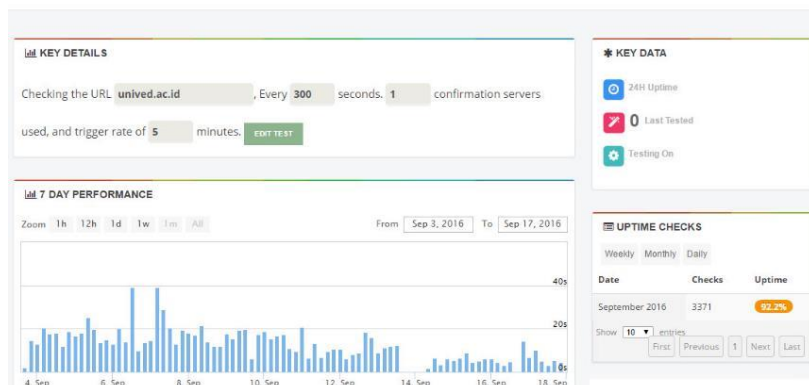 KEY DETAILS
Checking the URL unived.ac.id , Every 300 seconds. 1 confirmation servers
used, and trigger rate of 5 minutes. EDIT TEST
7 DAY PERFORMANCE
Zoom 1h 12h 1d 1w 1m All From Sep 3, 2016 To Sep 17, 2016
40s
20s
0s
4. Sep 6. Sep 8. Sep 10. Sep 12. Sep 14. Sep 16. Sep 18. Sep
KEY DATA
24H Uptime
0 Last Tested
Testing On
UPTIME CHECKS
Weekly Monthly Daily
Date Checks Uptime
September 2016 3371 92.2%
Show 10 entries
First Previous 1 Next Last